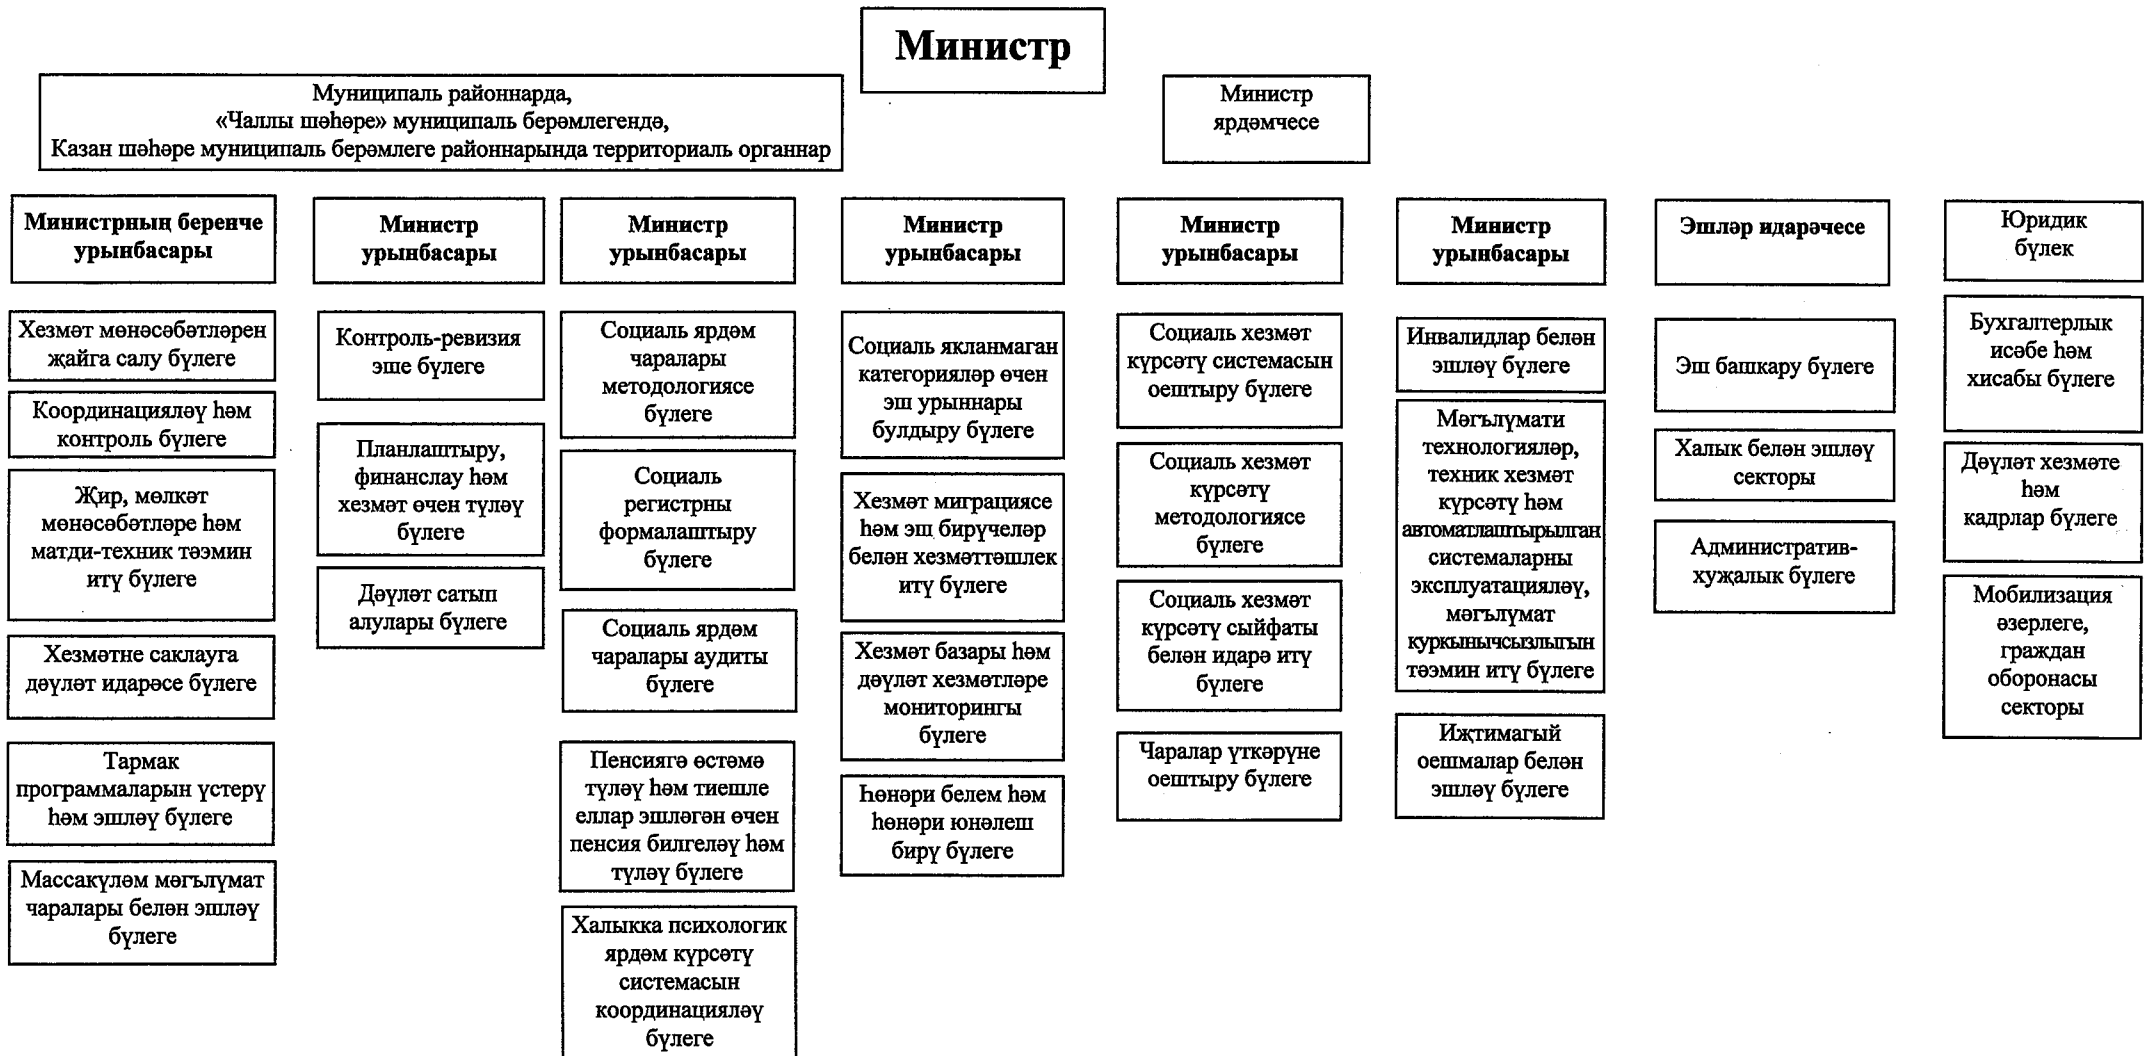 Министр
Муниципаль районнарда,
«Чаллы шәһәре» муниципаль берәмлегендә,
Казан шәһәре муниципаль берәмлеге районнарында территориаль органнар
Министр
ярдәмчесе
Министрның беренче
урынбасары
Хезмәт мөнәсәбәтләрен
җайга салу бүлеге
Координацияләү һәм
контроль бүлеге
Җир, мөлкәт
мөнәсәбәтләре һәм
матди-техник тәэмин
итү бүлеге
Хезмәтне саклауга
дәүләт идарәсе бүлеге
Тармак
программаларын үстерү
һәм эшләү бүлеге
Массакүләм мәгълүмат
чаралары белән эшләү
бүлеге
Министр
урынбасары
Контроль-ревизия
эше бүлеге
Планлаштыру,
финанслау һәм
хезмәт өчен түләү
бүлеге
Дәүләт сатып
алулары бүлеге
Министр
урынбасары
Социаль ярдәм
чаралары
методологиясе
бүлеге
Социаль
регистрны
формалаштыру
бүлеге
Социаль ярдәм
чаралары аудиты
бүлеге
Пенсиягә өстәмә
түләү һәм тиешле
еллар эшләгән өчен
пенсия билгеләү һәм
түләү бүлеге
Халыкка психологик
ярдәм күрсәтү
системасын
координацияләү
бүлеге
Министр
урынбасары
Социаль якланмаган
категорияләр өчен
эш урыннары
булдыру бүлеге
Хезмәт миграциясе
һәм эш бирүчеләр
белән хезмәттәшлек
итү бүлеге
Хезмәт базары һәм
дәүләт хезмәтләре
мониторингы
бүлеге
Һөнәри белем һәм
һөнәри юнәлеш
бирү бүлеге
Министр
урынбасары
Социаль хезмәт
күрсәтү системасын
оештыру бүлеге
Социаль хезмәт
күрсәтү
методологиясе
бүлеге
Социаль хезмәт
күрсәтү сыйфаты
белән идарә итү
бүлеге
Чаралар үткәрүне
оештыру бүлеге
Министр
урынбасары
Инвалидлар белән
эшләү бүлеге
Мәгълүмати
технологияләр,
техник хезмәт
күрсәтү һәм
автоматлаштырылган
системаларны
эксплуатацияләү,
мәгълүмат
куркынычсызлыгын
тәэмин итү бүлеге
Иҗтимагый
оешмалар белән
эшләү бүлеге
Эшләр идарәчесе
Эш башкару бүлеге
Халык белән эшләү
секторы
Административ-
хуҗалык бүлеге
Юридик
бүлек
Бухгалтерлык
исәбе һәм
хисабы бүлеге
Дәүләт хезмәте
һәм
кадрлар бүлеге
Мобилизация
әзерлеге,
граждан
оборонасы
секторы